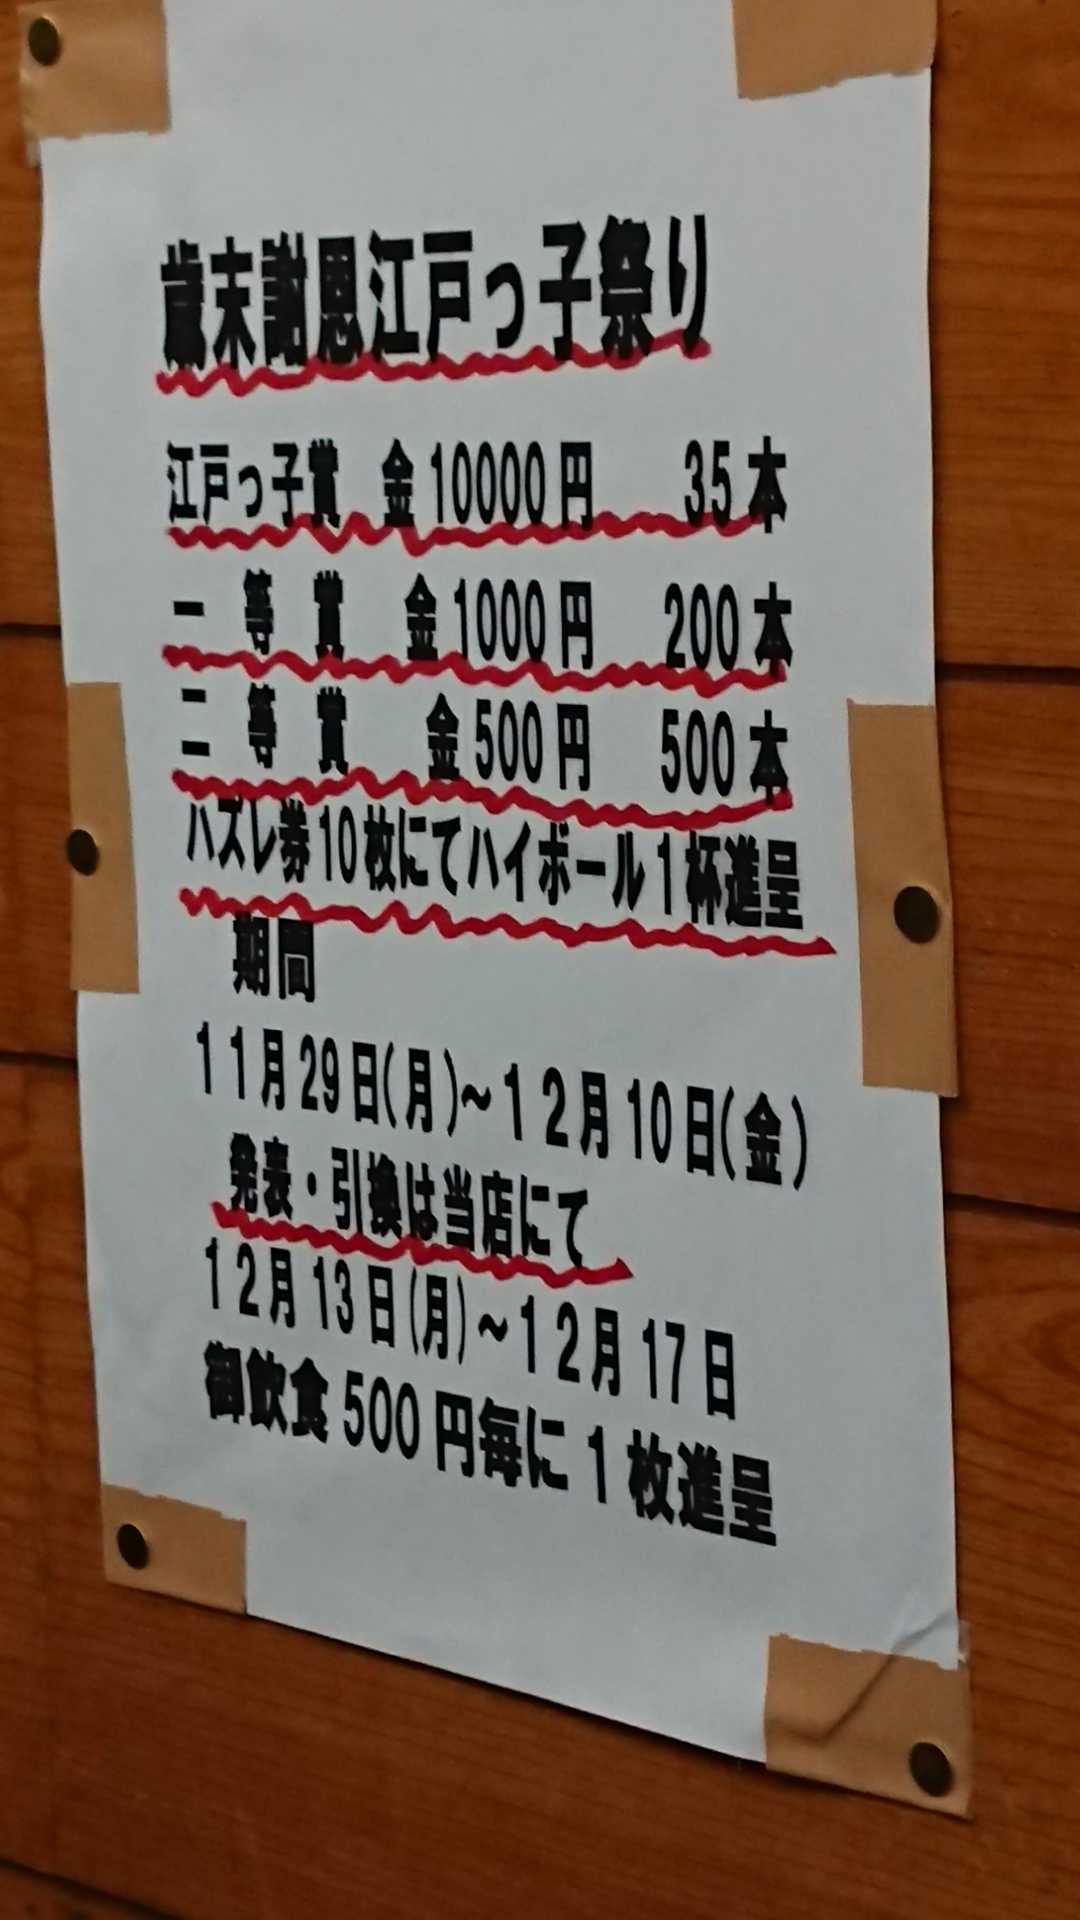 歳末謝恩江戸っ子祭り
江戸っ子賞 金10000円 35本
一等賞 金1000円 200本
二等賞 金500円 500本
ハズレ券10枚にてハイボール1杯進呈
期間
11月29日(月)~12月10日(金)
発表・引換は当店にて
12月13日(月)~12月17日
御飲食500円毎に1枚進呈